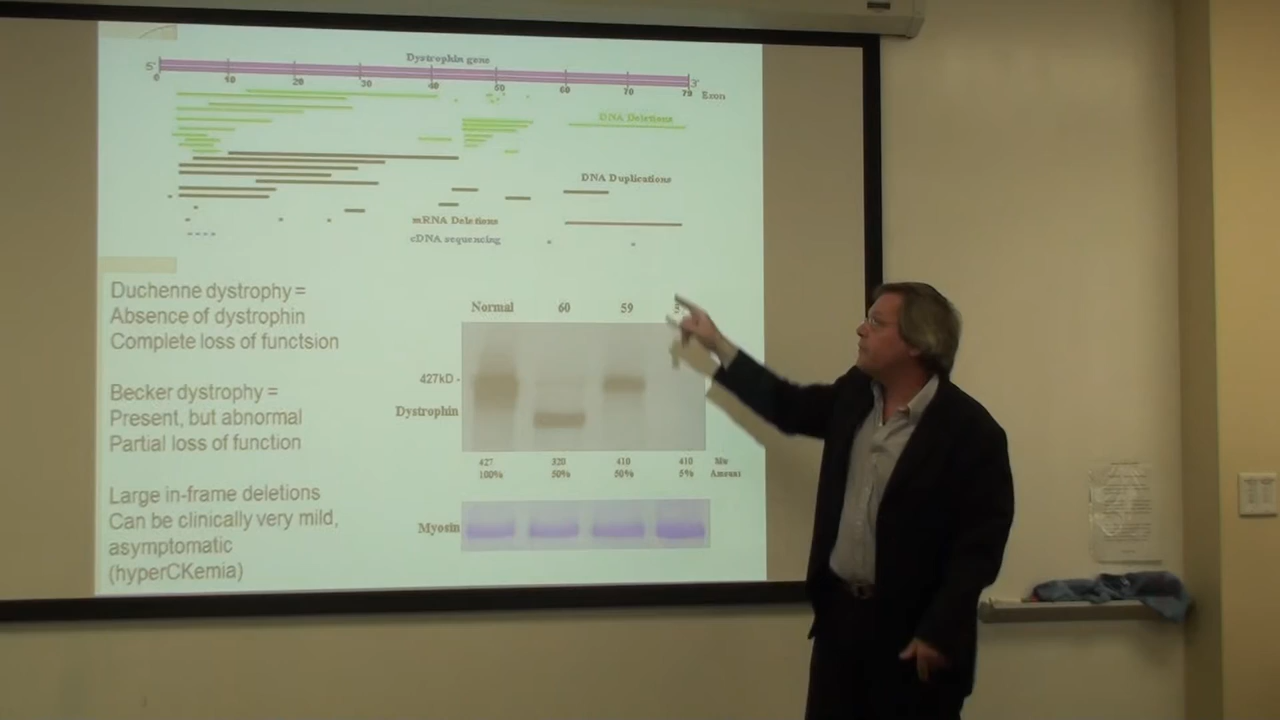 Dystrophin gene
5' 3'
0 10 20 30 40 50 60 70 79 Exon
DNA Deletions
DNA Duplications
mRNA Deletions
cDNA sequencing
Duchenne dystrophy =
Absence of dystrophin
Complete loss of functsion
Becker dystrophy =
Present, but abnormal
Partial loss of function
Large in-frame deletions
Can be clinically very mild,
asymptomatic
(hyperCKemia)
Normal 60 59
427kD -
Dystrophin
427 320 410 410 Mw
100% 50% 50% 5% Amount
Myosin